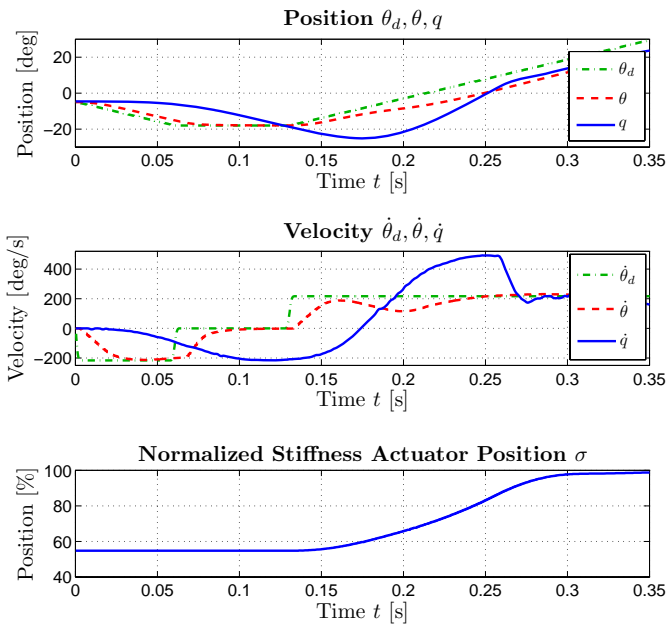 Position θ_d, θ, q
Position [deg]
20
0
−20
0 0.05 0.1 0.15 0.2 0.25 0.3 0.35
Time t [s]
θ_d
θ
q
Velocity θ̇_d, θ̇, q̇
Velocity [deg/s]
400
200
0
−200
0 0.05 0.1 0.15 0.2 0.25 0.3 0.35
Time t [s]
θ̇_d
θ̇
q̇
Normalized Stiffness Actuator Position σ
Position [%]
100
80
60
40
0 0.05 0.1 0.15 0.2 0.25 0.3 0.35
Time t [s]